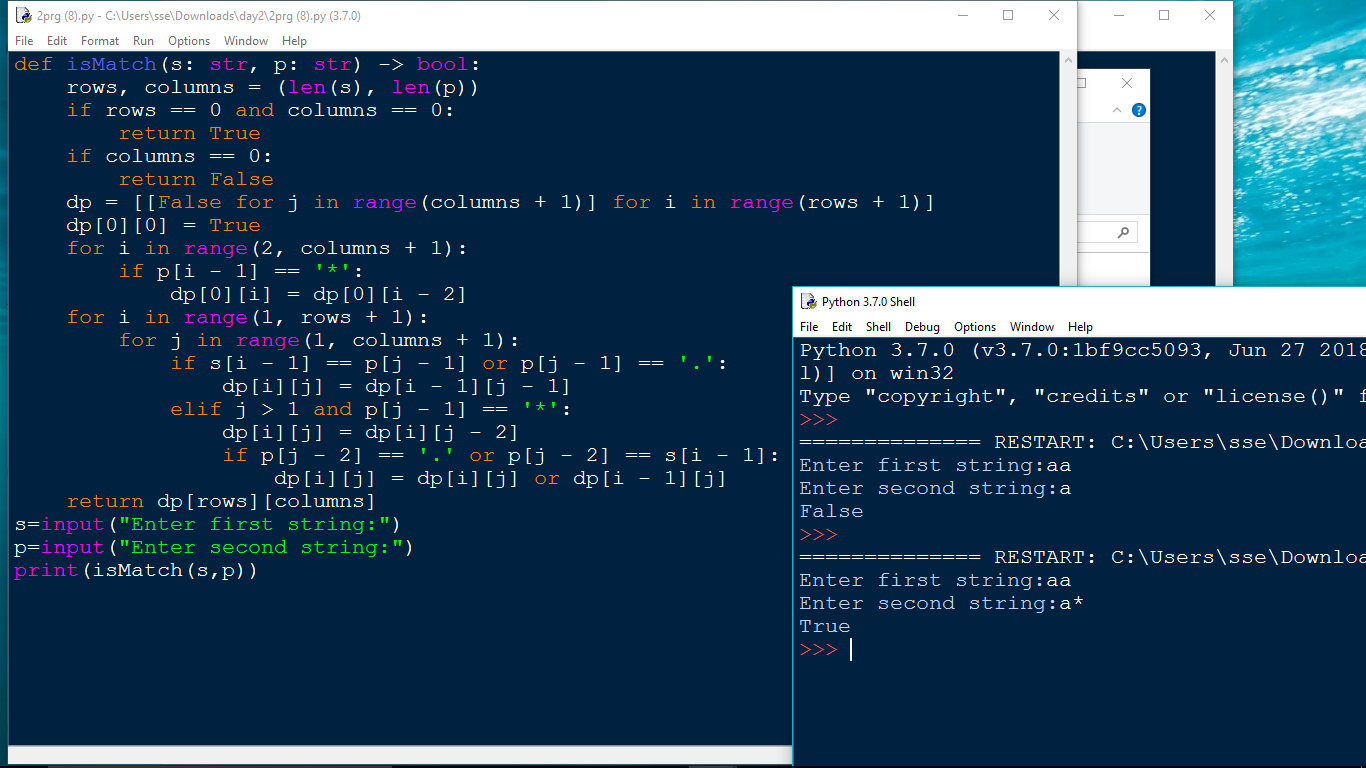 2prg (8).py - C:\Users\sse\Downloads\day2\2prg (8).py (3.7.0)
File Edit Format Run Options Window Help
def isMatch(s: str, p: str) -> bool:
    rows, columns = (len(s), len(p))
    if rows == 0 and columns == 0:
        return True
    if columns == 0:
        return False
    dp = [[False for j in range(columns + 1)] for i in range(rows + 1)]
    dp[0][0] = True
    for i in range(2, columns + 1):
        if p[i - 1] == '*':
            dp[0][i] = dp[0][i - 2]
    for i in range(1, rows + 1):
        for j in range(1, columns + 1):
            if s[i - 1] == p[j - 1] or p[j - 1] == '.':
                dp[i][j] = dp[i - 1][j - 1]
            elif j > 1 and p[j - 1] == '*':
                dp[i][j] = dp[i][j - 2]
                if p[j - 2] == '.' or p[j - 2] == s[i - 1]:
                    dp[i][j] = dp[i][j] or dp[i - 1][j]
    return dp[rows][columns]
s=input("Enter first string:")
p=input("Enter second string:")
print(isMatch(s,p))
Python 3.7.0 Shell
File Edit Shell Debug Options Window Help
Python 3.7.0 (v3.7.0:1bf9cc5093, Jun 27 2018
l)] on win32
Type "copyright", "credits" or "license()" f
>>>
============== RESTART: C:\Users\sse\Downloa
Enter first string:aa
Enter second string:a
False
>>>
============== RESTART: C:\Users\sse\Downloa
Enter first string:aa
Enter second string:a*
True
>>>